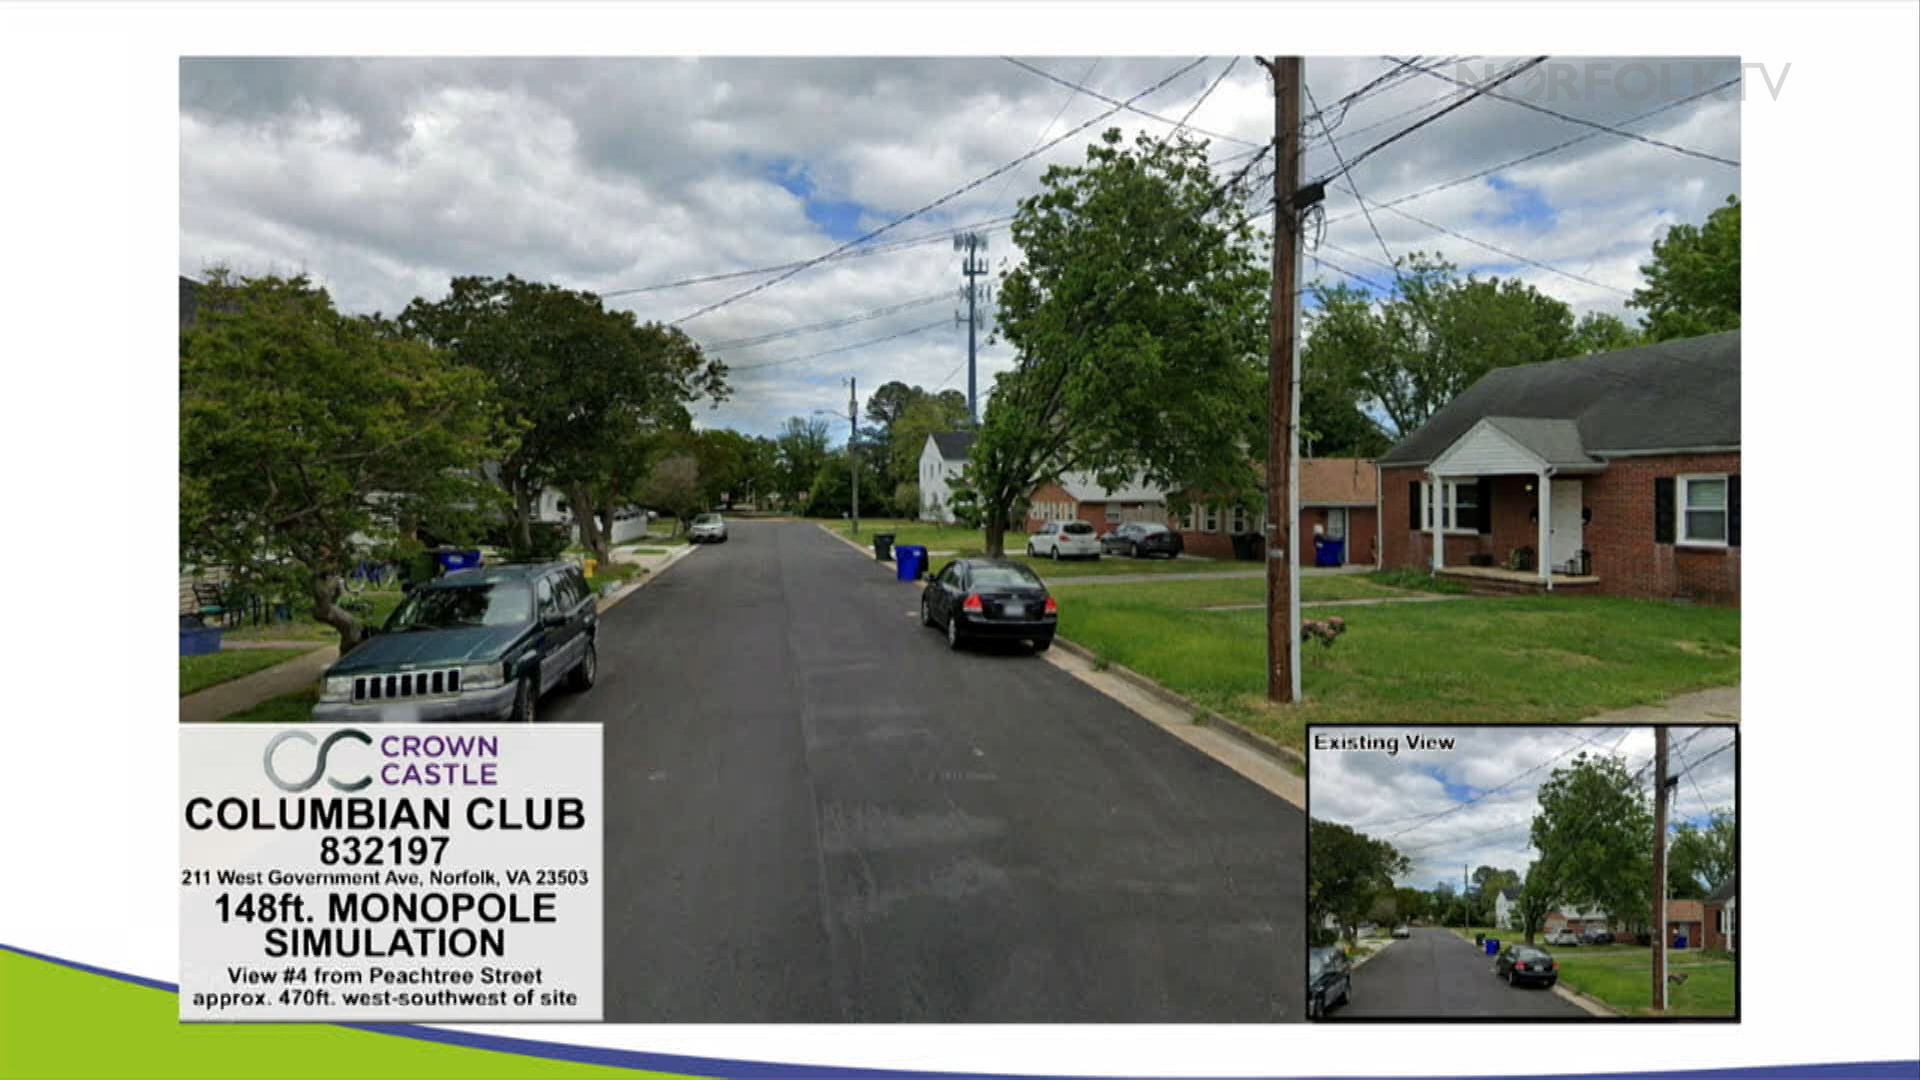 NORFOLK TV
CROWN
CASTLE
COLUMBIAN CLUB
832197
211 West Government Ave, Norfolk, VA 23503
148ft. MONOPOLE
SIMULATION
View #4 from Peachtree Street
approx. 470ft. west-southwest of site
Existing View